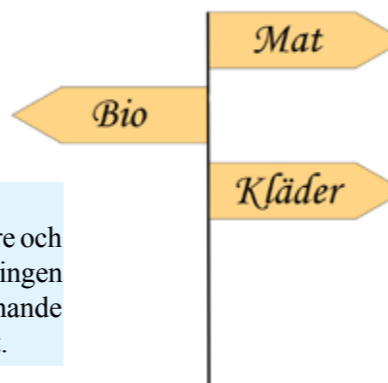 Mat
Bio
Kläder
re och
ingen
nande